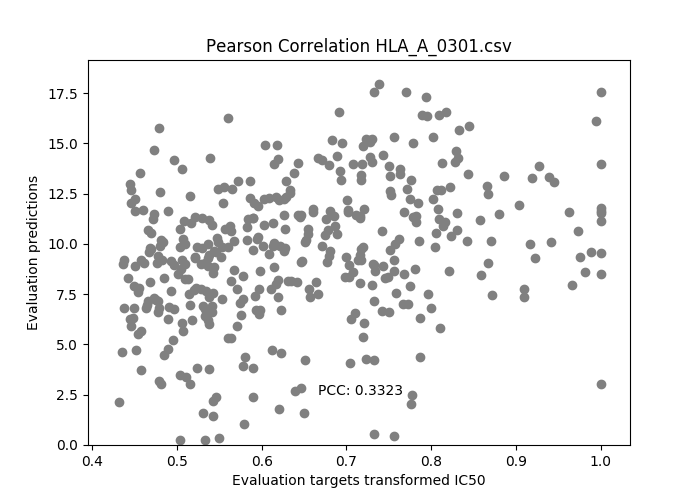 Pearson Correlation HLA_A_0301.csv
Evaluation predictions
17.5
15.0
12.5
10.0
7.5
5.0
2.5
0.0
PCC: 0.3323
0.4 0.5 0.6 0.7 0.8 0.9 1.0
Evaluation targets transformed IC50